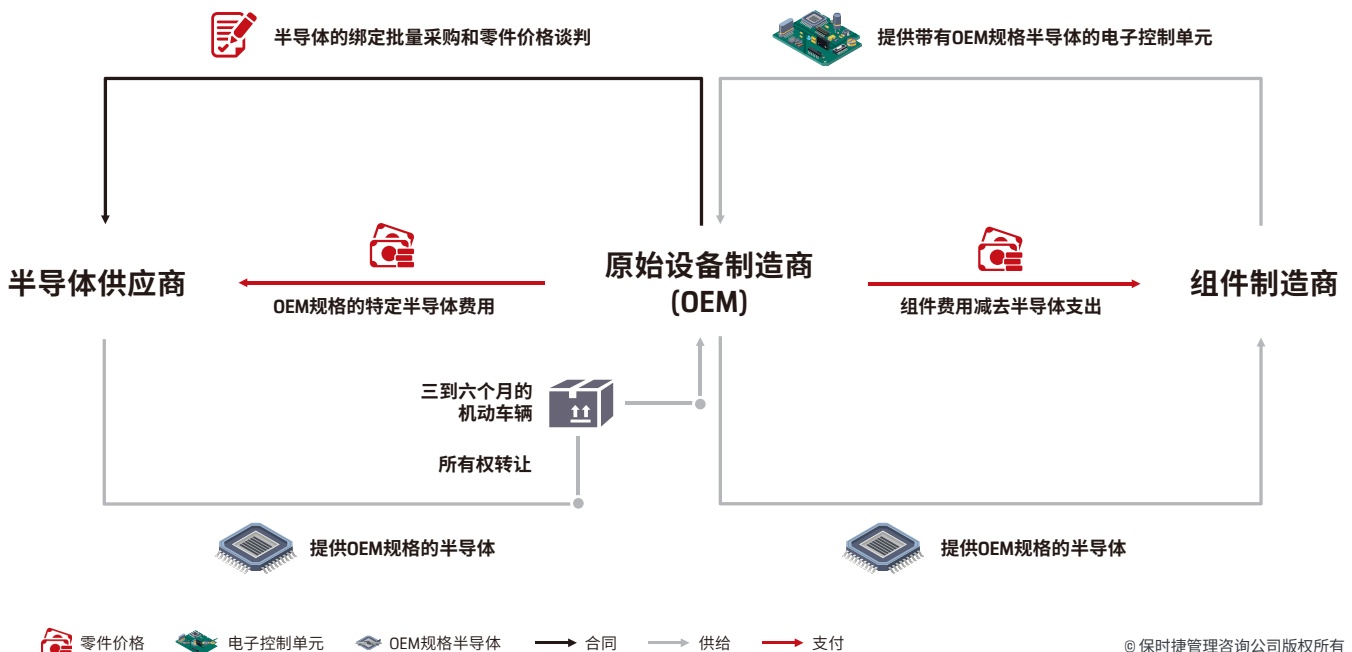 半导体的绑定批量采购和零件价格谈判
提供带有OEM规格半导体的电子控制单元
半导体供应商
OEM规格的特定半导体费用
原始设备制造商
(OEM)
组件费用减去半导体支出
组件制造商
三到六个月的
机动车辆
所有权转让
提供OEM规格的半导体
提供OEM规格的半导体
零件价格
电子控制单元
OEM规格半导体
合同
供给
支付
© 保时捷管理咨询公司版权所有